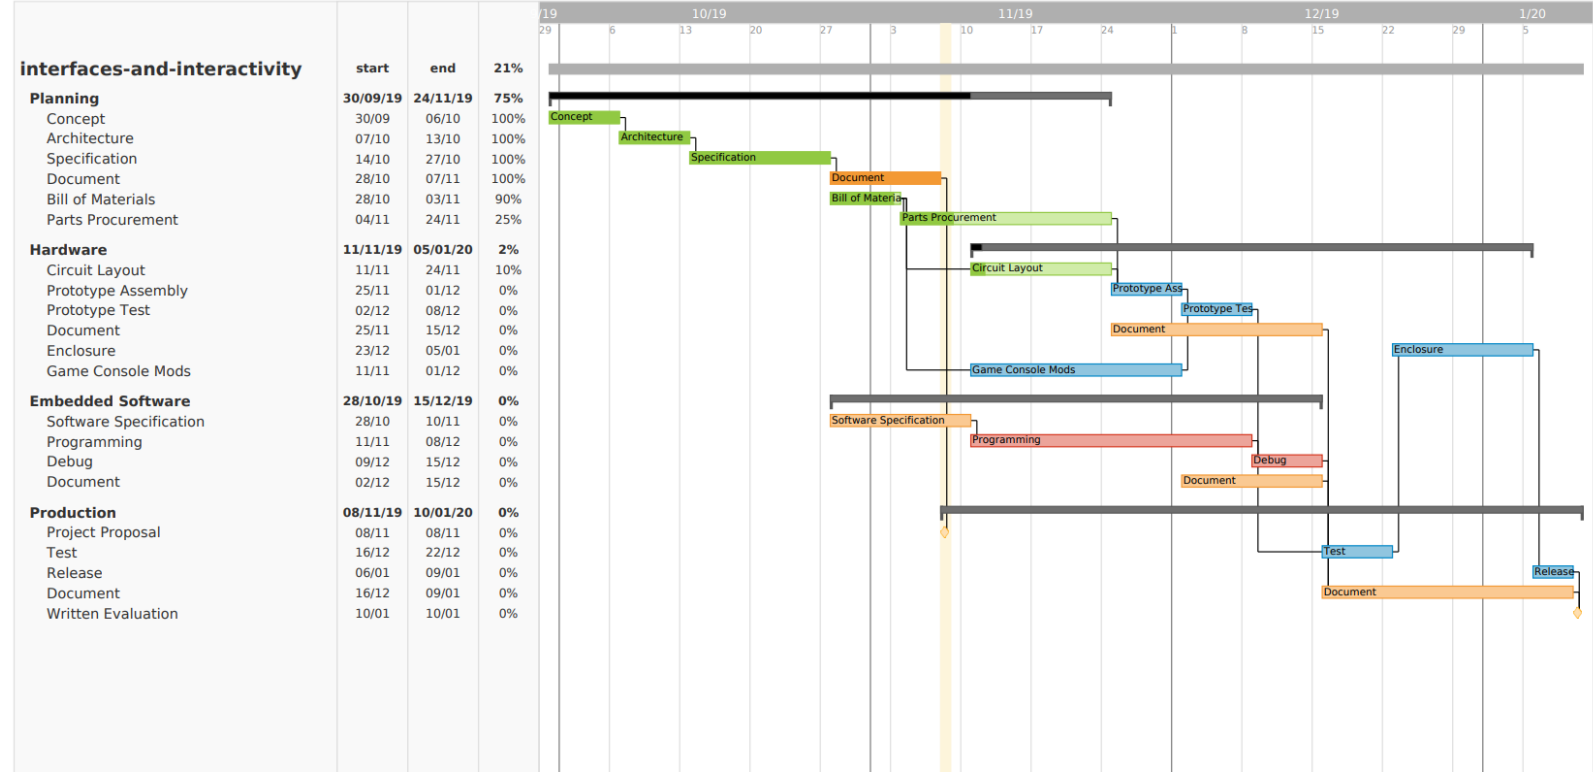 /19 10/19 11/19 12/19 1/20
29 6 13 20 27 3 10 17 24 1 8 15 22 29 5
interfaces-and-interactivity start end 21%
Planning 30/09/19 24/11/19 75%
Concept 30/09 06/10 100% Concept
Architecture 07/10 13/10 100% Architecture
Specification 14/10 27/10 100% Specification
Document 28/10 07/11 100% Document
Bill of Materials 28/10 03/11 90% Bill of Materia
Parts Procurement 04/11 24/11 25% Parts Procurement
Hardware 11/11/19 05/01/20 2%
Circuit Layout 11/11 24/11 10% Circuit Layout
Prototype Assembly 25/11 01/12 0% Prototype Ass
Prototype Test 02/12 08/12 0% Prototype Tes
Document 25/11 15/12 0% Document
Enclosure 23/12 05/01 0% Enclosure
Game Console Mods 11/11 01/12 0% Game Console Mods
Embedded Software 28/10/19 15/12/19 0%
Software Specification 28/10 10/11 0% Software Specification
Programming 11/11 08/12 0% Programming
Debug 09/12 15/12 0% Debug
Document 02/12 15/12 0% Document
Production 08/11/19 10/01/20 0%
Project Proposal 08/11 08/11 0%
Test 16/12 22/12 0% Test
Release 06/01 09/01 0% Release
Document 16/12 09/01 0% Document
Written Evaluation 10/01 10/01 0%